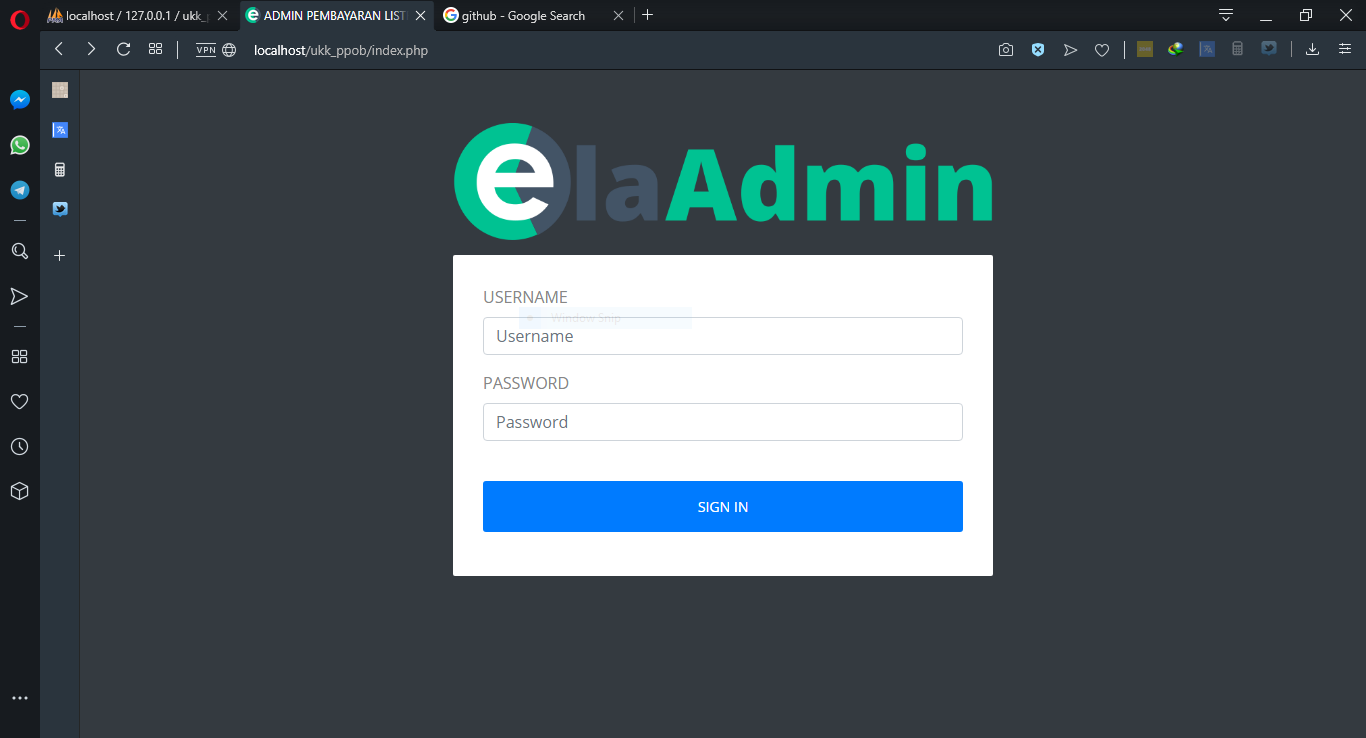 localhost / 127.0.0.1 / ukk_p
ADMIN PEMBAYARAN LIST
github - Google Search
VPN
localhost/ukk_ppob/index.php
elaAdmin
USERNAME
Window Snip
Username
PASSWORD
Password
SIGN IN